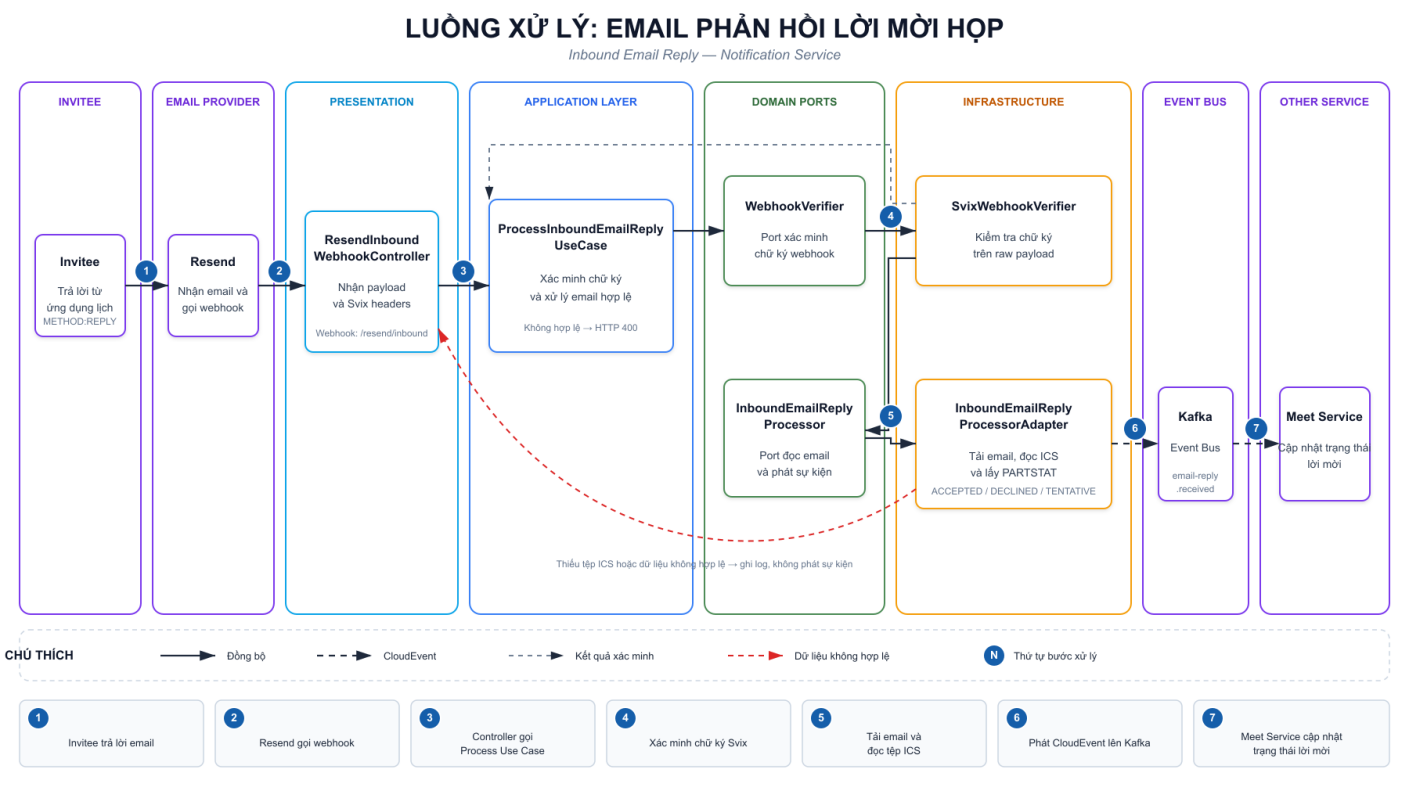 LUỒNG XỬ LÝ: EMAIL PHẢN HỒI LỜI MỜI HỌP
Inbound Email Reply — Notification Service
INVITEE
EMAIL PROVIDER
PRESENTATION
APPLICATION LAYER
DOMAIN PORTS
INFRASTRUCTURE
EVENT BUS
OTHER SERVICE
Invitee
Trả lời từ
ứng dụng lịch
METHOD:REPLY
1
Resend
Nhận email và
gọi webhook
2
ResendInbound
WebhookController
Nhận payload
và Svix headers
Webhook: /resend/inbound
3
ProcessInboundEmailReply
UseCase
Xác minh chữ ký
và xử lý email hợp lệ
Không hợp lệ → HTTP 400
WebhookVerifier
Port xác minh
chữ ký webhook
4
SvixWebhookVerifier
Kiểm tra chữ ký
trên raw payload
InboundEmailReply
Processor
Port đọc email
và phát sự kiện
5
InboundEmailReply
ProcessorAdapter
Tải email, đọc ICS
và lấy PARTSTAT
ACCEPTED / DECLINED / TENTATIVE
6
Kafka
Event Bus
email-reply
.received
7
Meet Service
Cập nhật trạng thái
lời mời
Thiếu tệp ICS hoặc dữ liệu không hợp lệ → ghi log, không phát sự kiện
CHÚ THÍCH
Đồng bộ
CloudEvent
Kết quả xác minh
Dữ liệu không hợp lệ
N
Thứ tự bước xử lý
1
Invitee trả lời email
2
Resend gọi webhook
3
Controller gọi
Process Use Case
4
Xác minh chữ ký Svix
5
Tải email và
đọc tệp ICS
6
Phát CloudEvent lên Kafka
7
Meet Service cập nhật
trạng thái lời mời